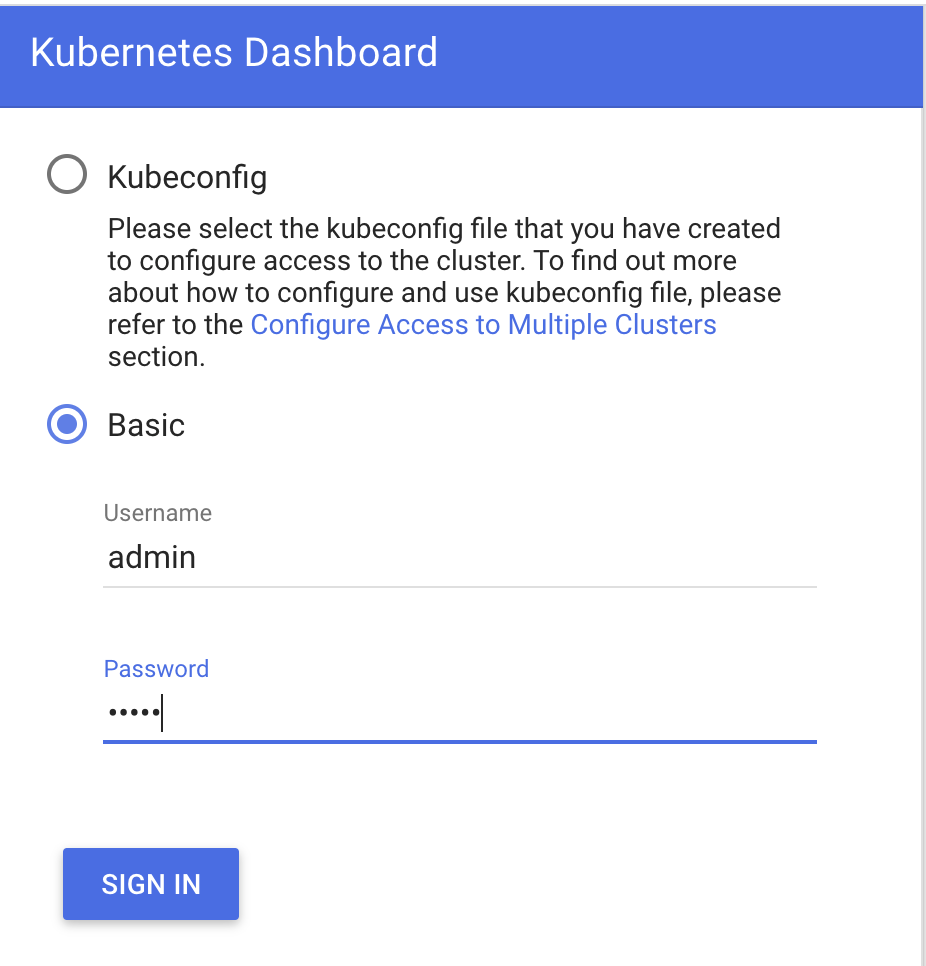 Kubernetes Dashboard
Kubeconfig
Please select the kubeconfig file that you have created
to configure access to the cluster. To find out more
about how to configure and use kubeconfig file, please
refer to the Configure Access to Multiple Clusters
section.
Basic
Username
admin
Password
•••••
SIGN IN